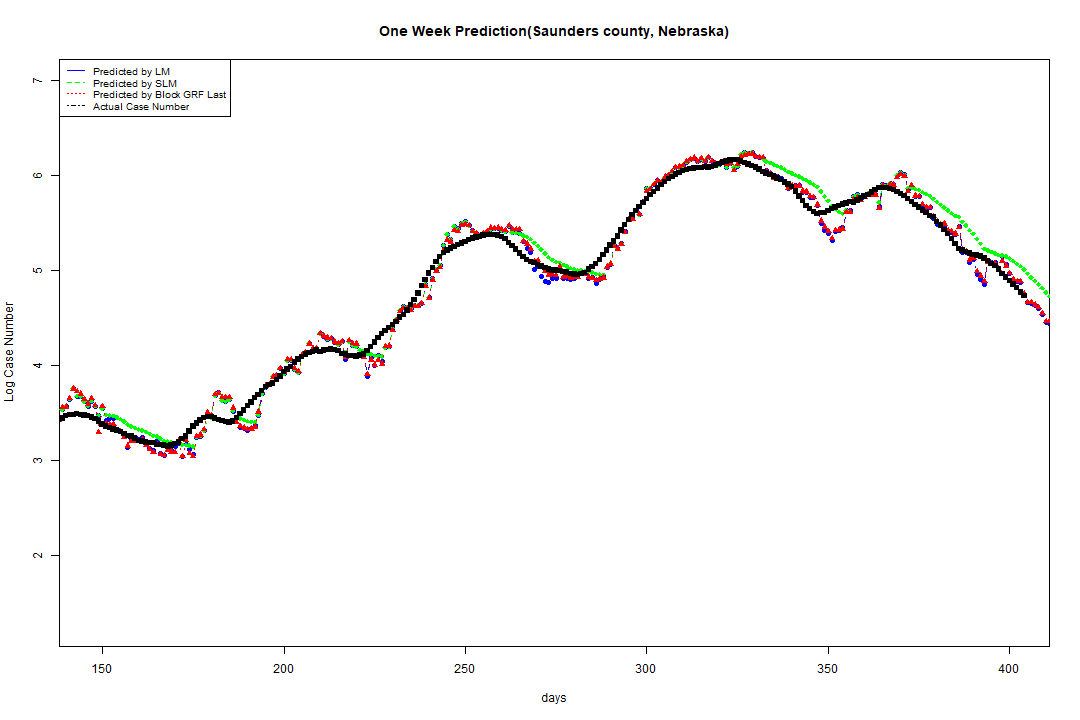 One Week Prediction(Saunders county, Nebraska)
Predicted by LM
Predicted by SLM
Predicted by Block GRF Last
Actual Case Number
7
6
5
4
3
2
Log Case Number
150 200 250 300 350 400
days